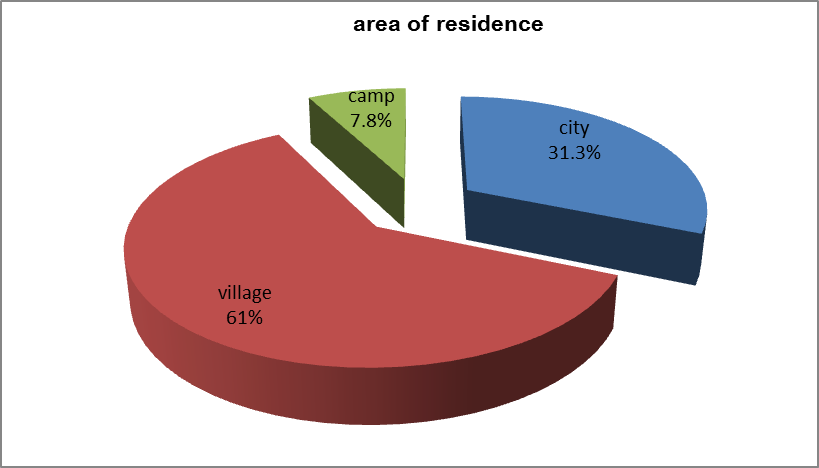 area of residence
camp
7.8%
city
31.3%
village
61%